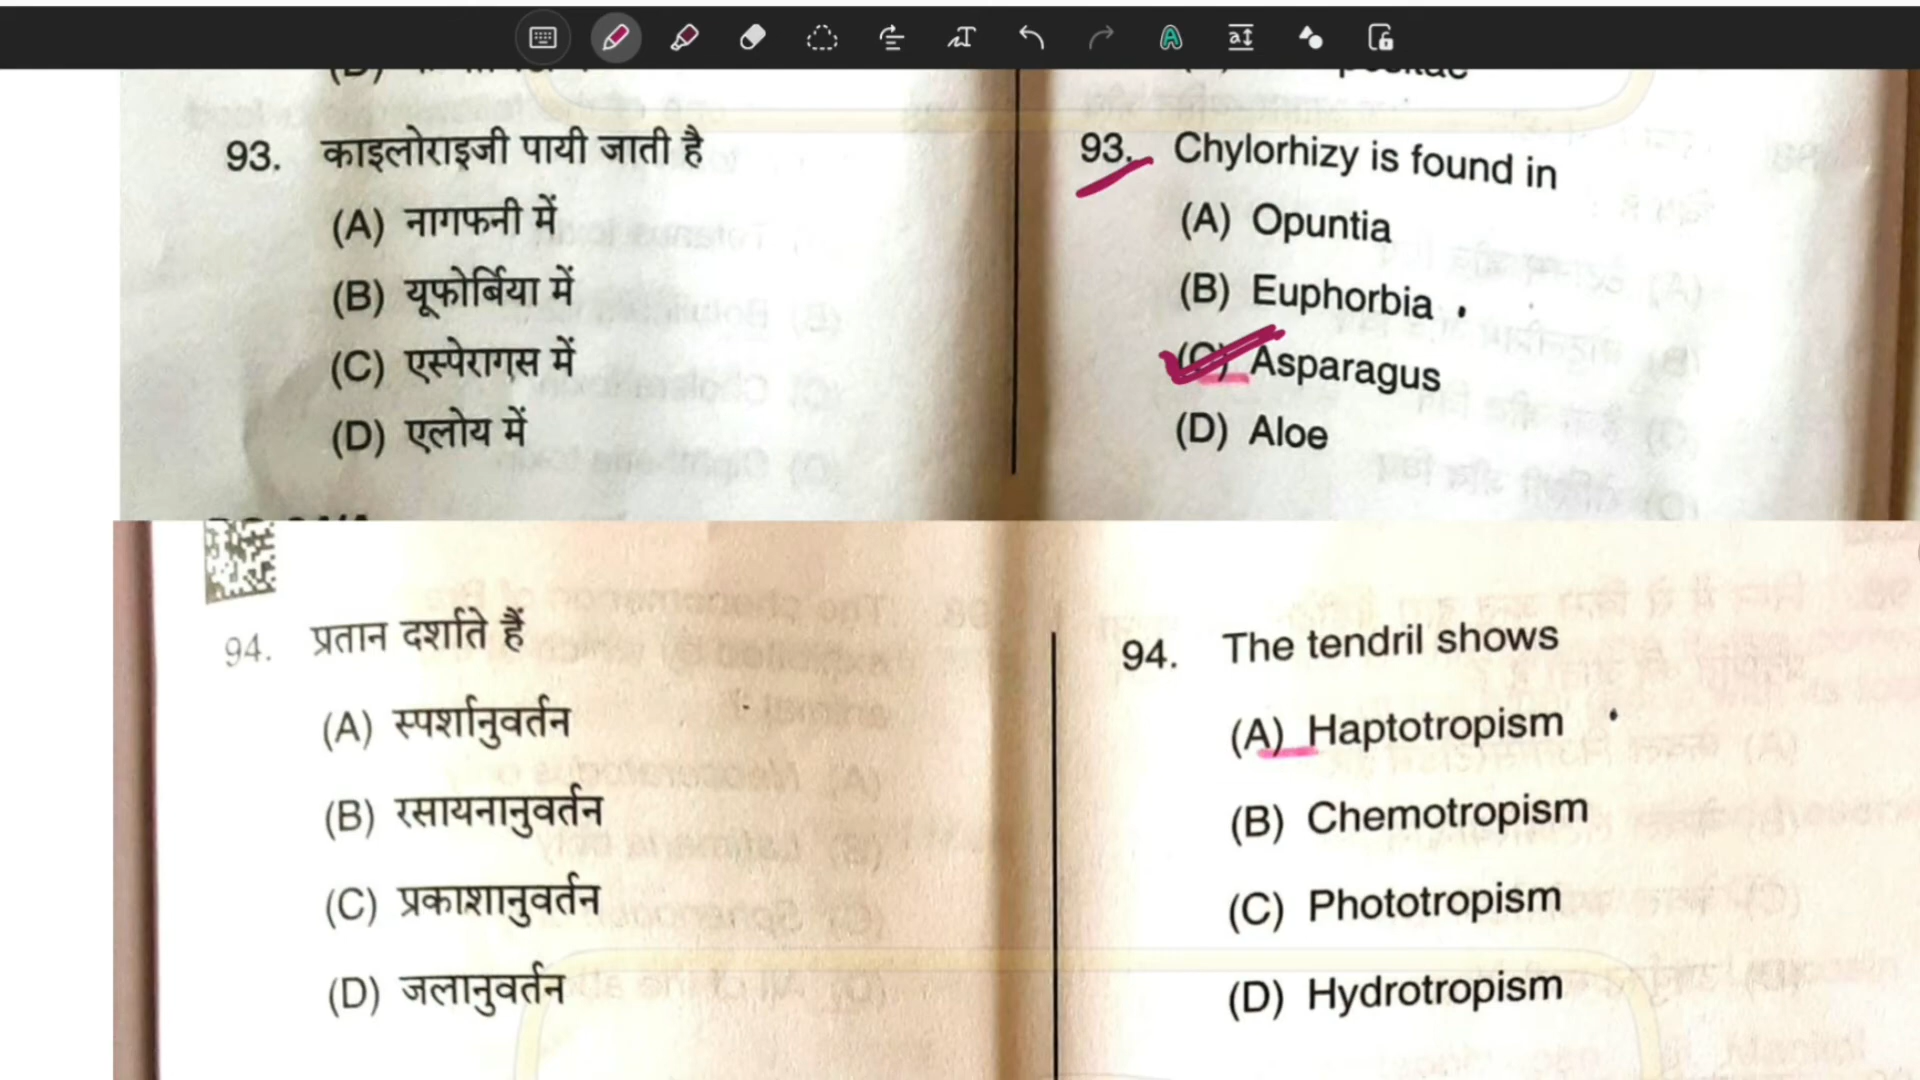 93. काइलोराइजी पायी जाती है
(A) नागफनी में
(B) यूफोर्बिया में
(C) एस्पेरागस में
(D) एलोय में
93. Chylorhizy is found in
(A) Opuntia
(B) Euphorbia
(C) Asparagus
(D) Aloe
94. प्रतान दर्शाते हैं
(A) स्पर्शानुवर्तन
(B) रसायनानुवर्तन
(C) प्रकाशानुवर्तन
(D) जलानुवर्तन
94. The tendril shows
(A) Haptotropism
(B) Chemotropism
(C) Phototropism
(D) Hydrotropism